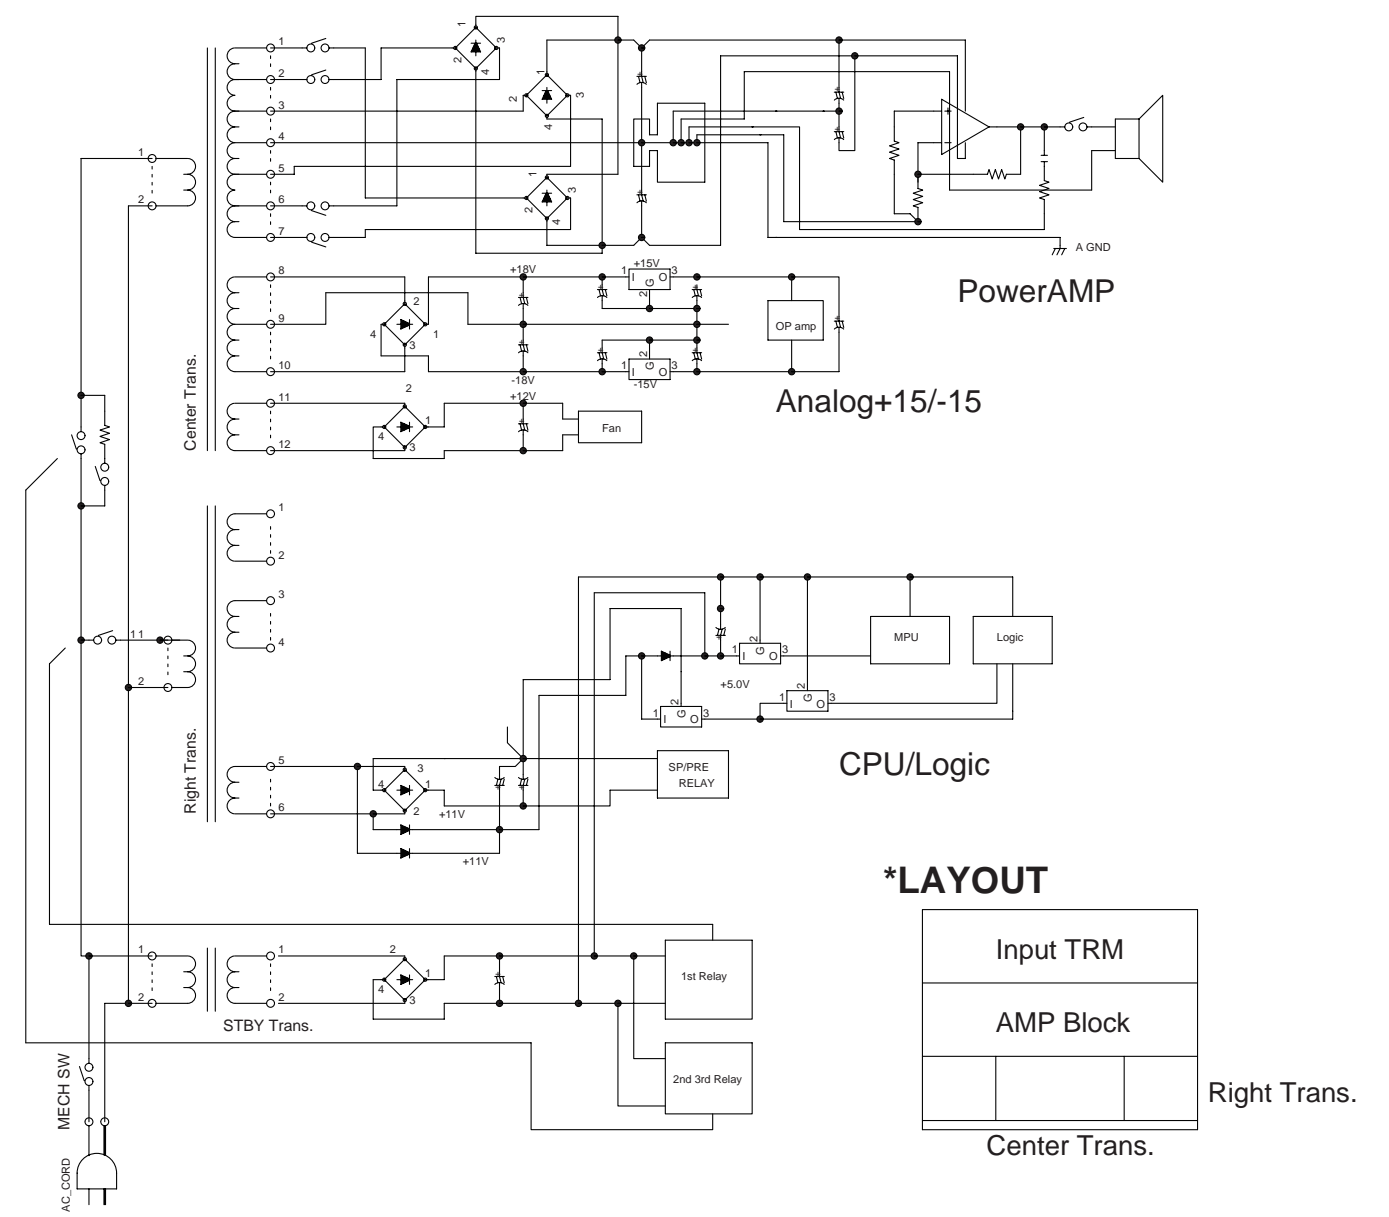 1
2
3
4
1
2
3
4
1
2
3
4
1
2
3
4
5
6
7
1
2
+
-
A GND
PowerAMP
8
9
10
2
4
1
3
+18V
-18V
+15V
1 I O 3
G
2
2
G
1 I O 3
-15V
OP amp
Analog+15/-15
Center Trans.
11
12
2
4
1
3
+12V
Fan
1
2
3
4
11
2
Right Trans.
5
6
3
4
1
2
+11V
+11V
SP/PRE
RELAY
2
G
1 I O 3
+5.0V
2
G
1 I O 3
2
G
1 I O 3
MPU
Logic
CPU/Logic
1
2
1
2
STBY Trans.
2
4
1
3
1st Relay
2nd 3rd Relay
MECH SW
AC_CORD
*LAYOUT
Input TRM
AMP Block
Right Trans.
Center Trans.